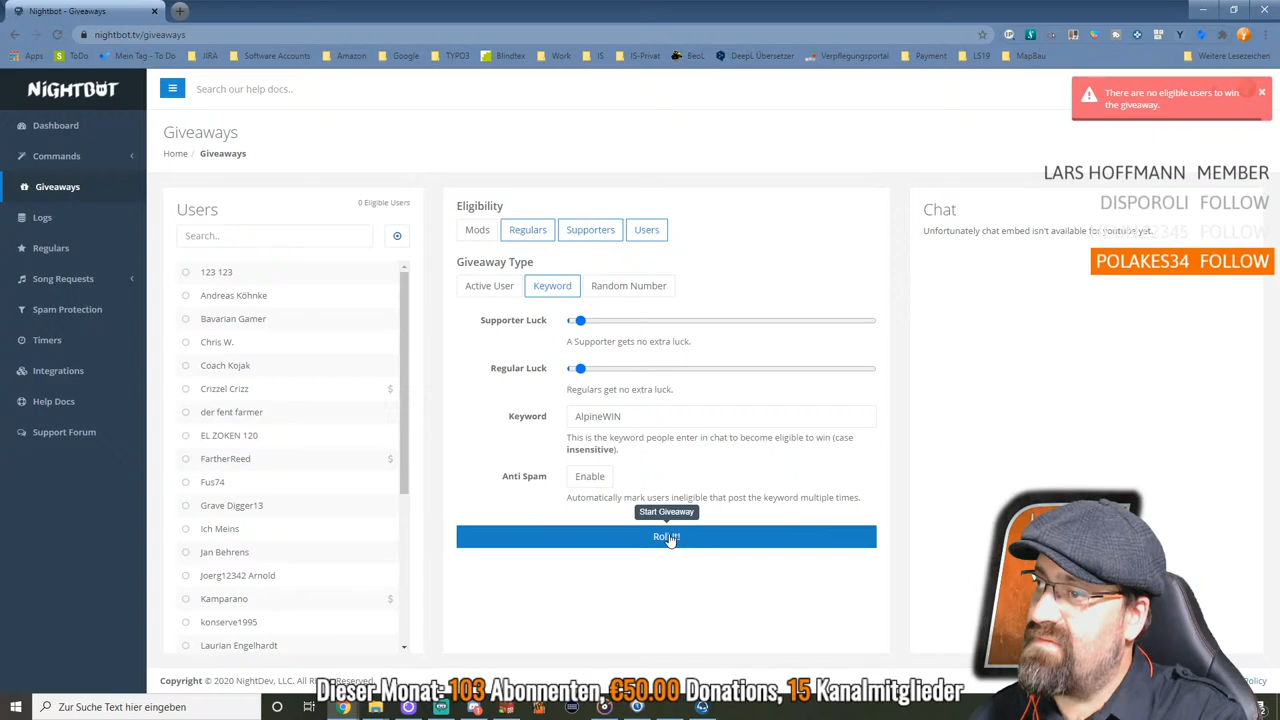 Nightbot - Giveaways
nightbot.tv/giveaways
Apps ToDo Mein Tag - To Do JIRA Software Accounts Amazon Google TYPO3 Blindtex Work IS IS-Privat BeoL DeepL Übersetzer Verpflegungsportal Payment LS19 MapBau Weitere Lesezeichen
NIGHTBOT
Search our help docs..
There are no eligible users to win
the giveaway.
Dashboard
Commands
Giveaways
Logs
Regulars
Song Requests
Spam Protection
Timers
Integrations
Help Docs
Support Forum
Giveaways
Home / Giveaways
Users
0 Eligible Users
Search..
123 123
Andreas Köhnke
Bavarian Gamer
Chris W.
Coach Kojak
Crizzel Crizz $
der fent farmer
EL ZOKEN 120
FartherReed $
Fus74
Grave Digger13
Ich Meins
Jan Behrens
Joerg12342 Arnold
Kamparano $
konserve1995
Laurian Engelhardt
Eligibility
Mods Regulars Supporters Users
Giveaway Type
Active User Keyword Random Number
Supporter Luck
A Supporter gets no extra luck.
Regular Luck
Regulars get no extra luck.
Keyword AlpineWIN
This is the keyword people enter in chat to become eligible to win (case
insensitive).
Anti Spam Enable
Automatically mark users ineligible that post the keyword multiple times.
Start Giveaway
LARS HOFFMANN MEMBER
DISPOROLI FOLLOW
Chat
Unfortunately chat embed isn't available for youtube yet.
FOLLOW
POLAKES34 FOLLOW
Copyright © 2020 NightDev, LLC. All
Policy
Dieser Monat: 103 Abonnenten, €50.00 Donations, 15 Kanalmitglieder
Zur Suche Text hier eingeben